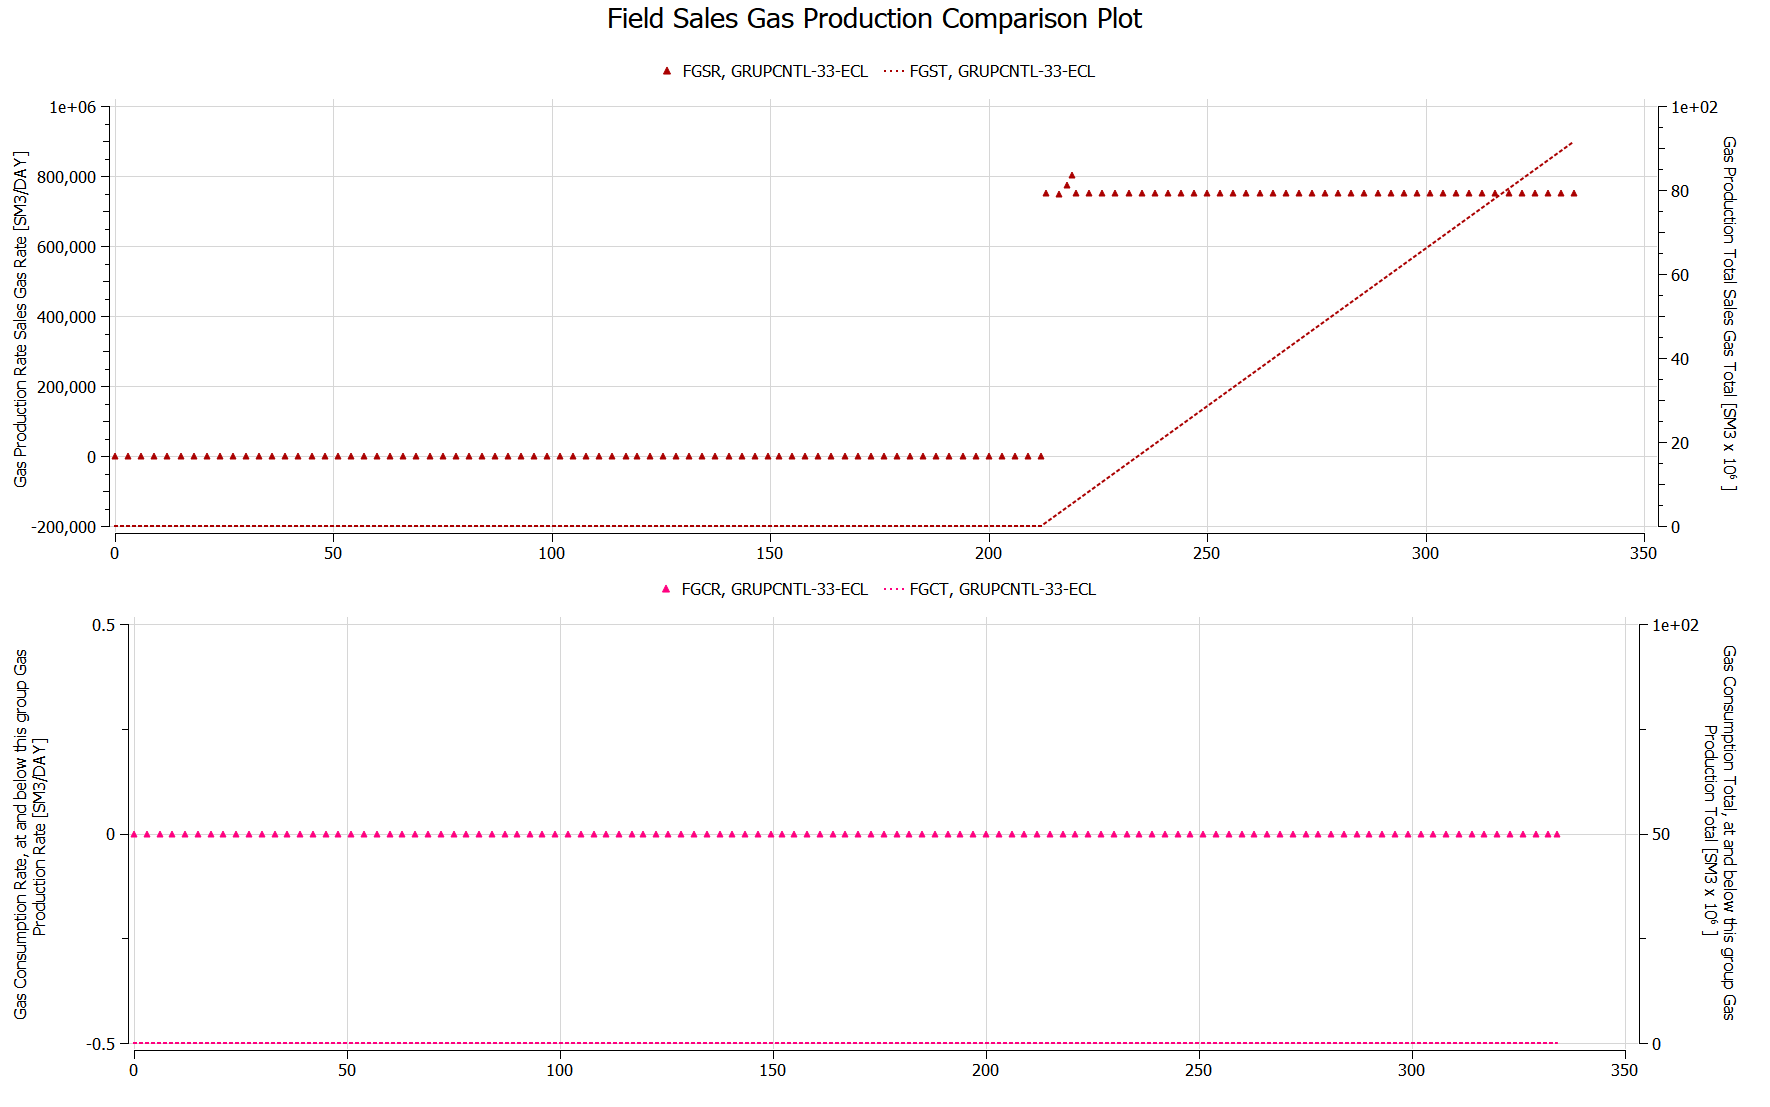 Field Sales Gas Production Comparison Plot
FGSR, GRUPCNTL-33-ECL FGST, GRUPCNTL-33-ECL
Gas Production Rate Sales Gas Rate [SM3/DAY]
1e+06
800,000
600,000
400,000
200,000
0
-200,000
1e+02
80
60
40
20
0
Gas Production Total Sales Gas Total [SM3 x 10⁶ ]
0 50 100 150 200 250 300 350
FGCR, GRUPCNTL-33-ECL FGCT, GRUPCNTL-33-ECL
Gas Consumption Rate, at and below this group Gas
Production Rate [SM3/DAY]
0.5
0
-0.5
1e+02
50
0
Gas Consumption Total, at and below this group Gas
Production Total [SM3 x 10⁶ ]
0 50 100 150 200 250 300 350